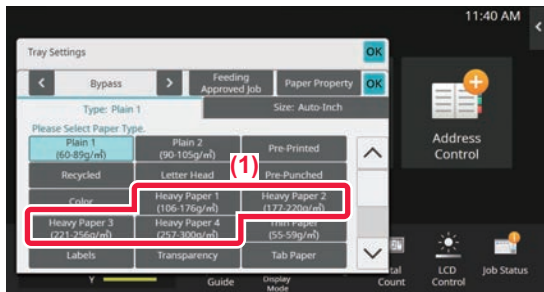 11:40 AM
Tray Settings
OK
Bypass
Feeding
Approved Job
Paper Property
OK
Type: Plain 1
Size: Auto-Inch
Please Select Paper Type.
Plain 1
(60-89g/㎡)
Plain 2
(90-105g/㎡)
Pre-Printed
Recycled
Letter Head
(1)
Pre-Punched
Color
Heavy Paper 1
(106-176g/㎡)
Heavy Paper 2
(177-220g/㎡)
Heavy Paper 3
(221-256g/㎡)
Heavy Paper 4
(257-300g/㎡)
Thin Paper
(55-59g/㎡)
Labels
Transparency
Tab Paper
Address
Control
Y
Guide
Display
Mode
Count
LCD
Control
Job Status